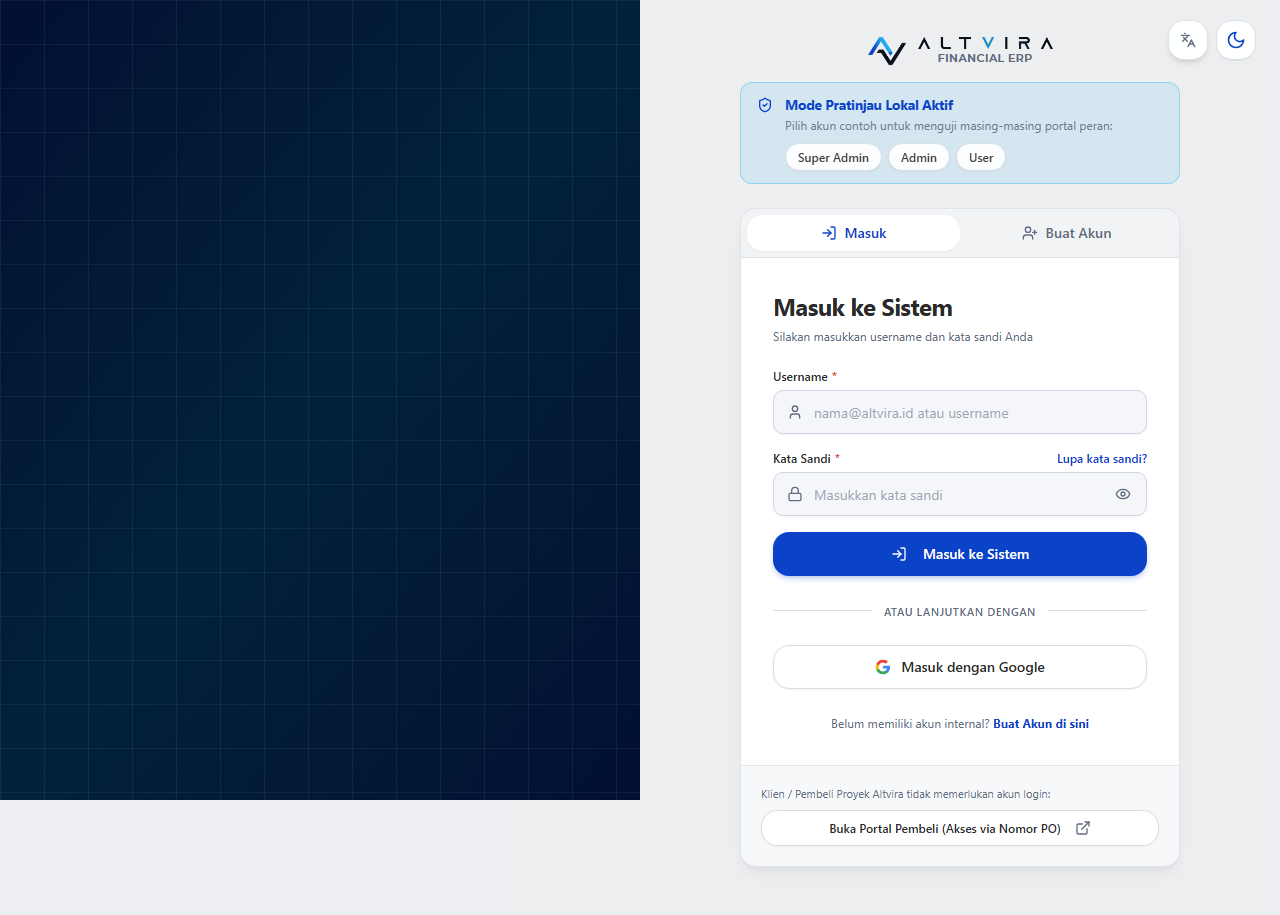 ALTVIRA
FINANCIAL ERP
Mode Pratinjau Lokal Aktif
Pilih akun contoh untuk menguji masing-masing portal peran:
Super Admin Admin User
Masuk Buat Akun
Masuk ke Sistem
Silakan masukkan username dan kata sandi Anda
Username *
nama@altvira.id atau username
Kata Sandi * Lupa kata sandi?
Masukkan kata sandi
Masuk ke Sistem
ATAU LANJUTKAN DENGAN
Masuk dengan Google
Belum memiliki akun internal? Buat Akun di sini
Klien / Pembeli Proyek Altvira tidak memerlukan akun login:
Buka Portal Pembeli (Akses via Nomor PO)